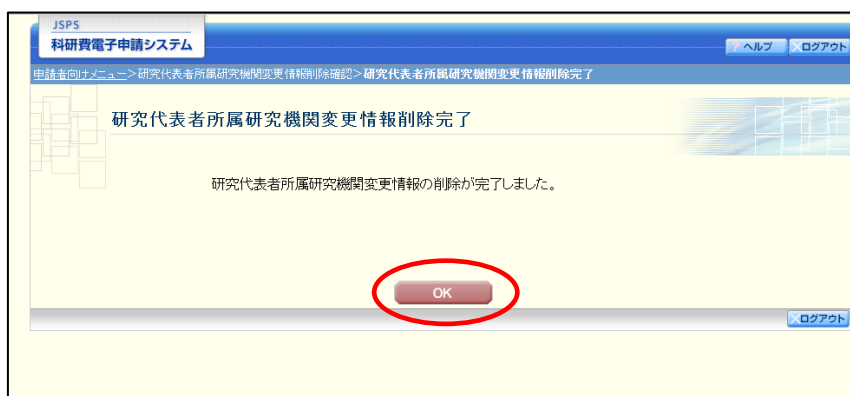 JSPS
科研費電子申請システム
ヘルプ
ログアウト
申請者向けメニュー>研究代表者所属研究機関変更情報削除確認>研究代表者所属研究機関変更情報削除完了
研究代表者所属研究機関変更情報削除完了
研究代表者所属研究機関変更情報の削除が完了しました。
OK
ログアウト